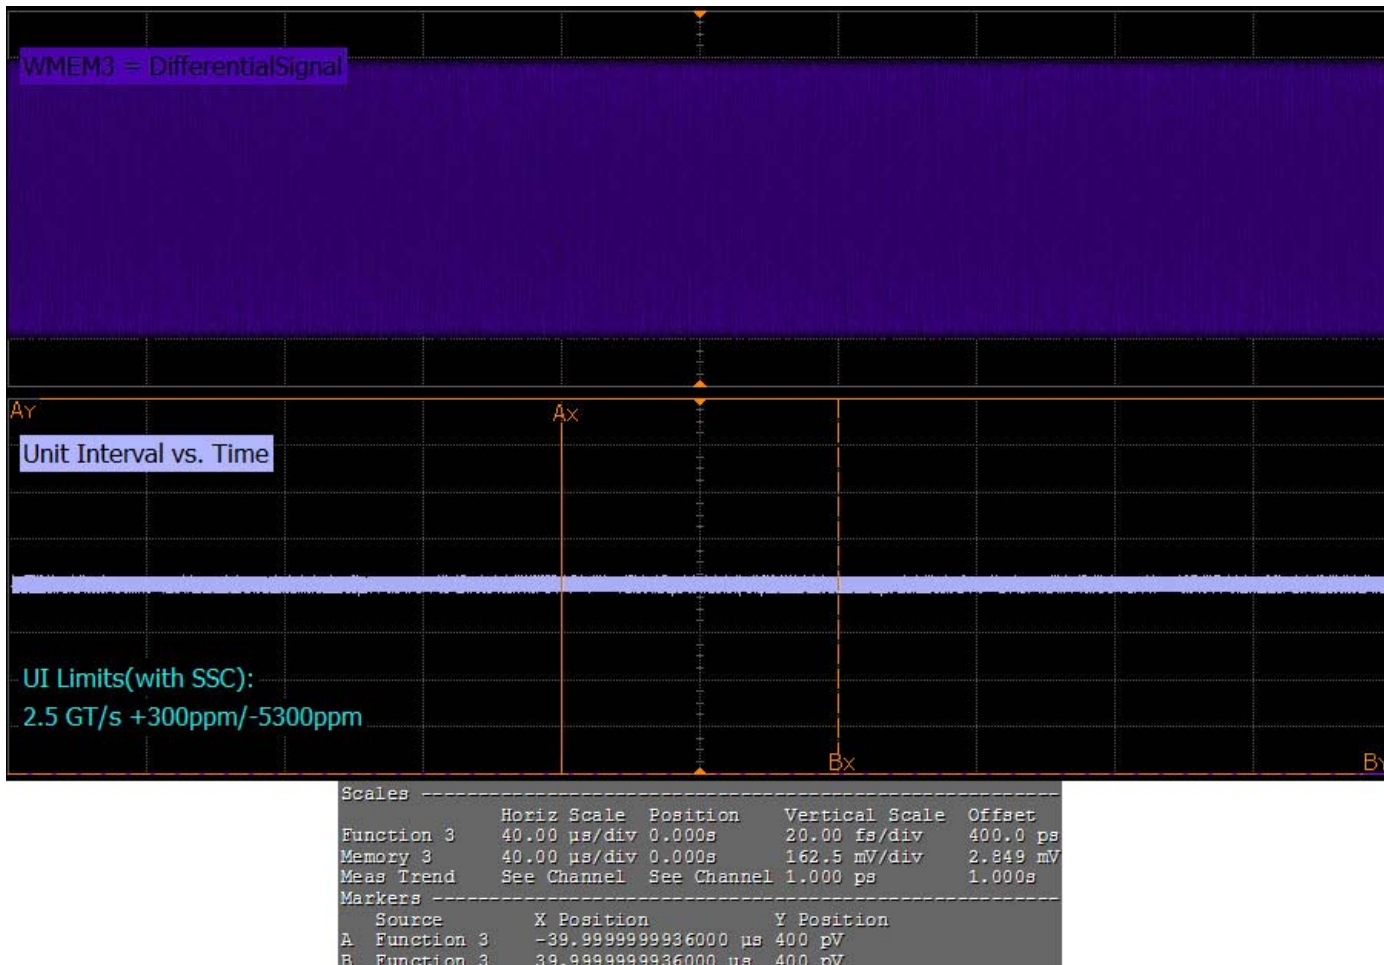 WMEM3 = DifferentialSignal
AY
AX
Unit Interval vs. Time
UI Limits(with SSC):
2.5 GT/s +300ppm/-5300ppm
BX
BY
Scales
Horiz Scale Position Vertical Scale Offset
Function 3 40.00 µs/div 0.000s 20.00 fs/div 400.0 ps
Memory 3 40.00 µs/div 0.000s 162.5 mV/div 2.849 mV
Meas Trend See Channel See Channel 1.000 ps 1.000s
Markers
Source X Position Y Position
A Function 3 -39.9999999936000 µs 400 pV
B Function 3 39.9999999936000 µs 400 pV